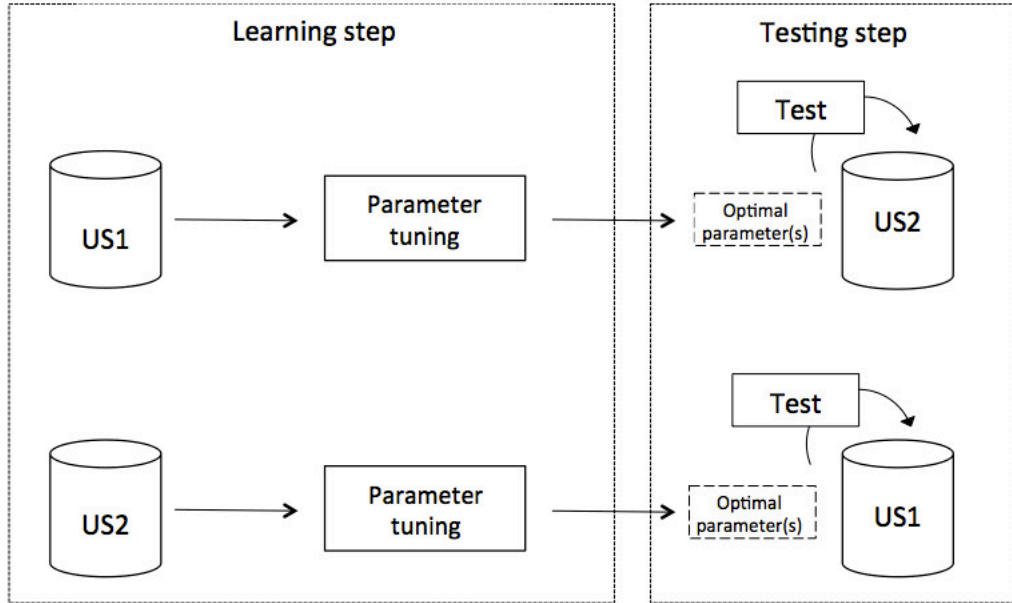 Learning step
Testing step
Test
US1
Parameter
tuning
Optimal
parameter(s)
US2
Test
US2
Parameter
tuning
Optimal
parameter(s)
US1